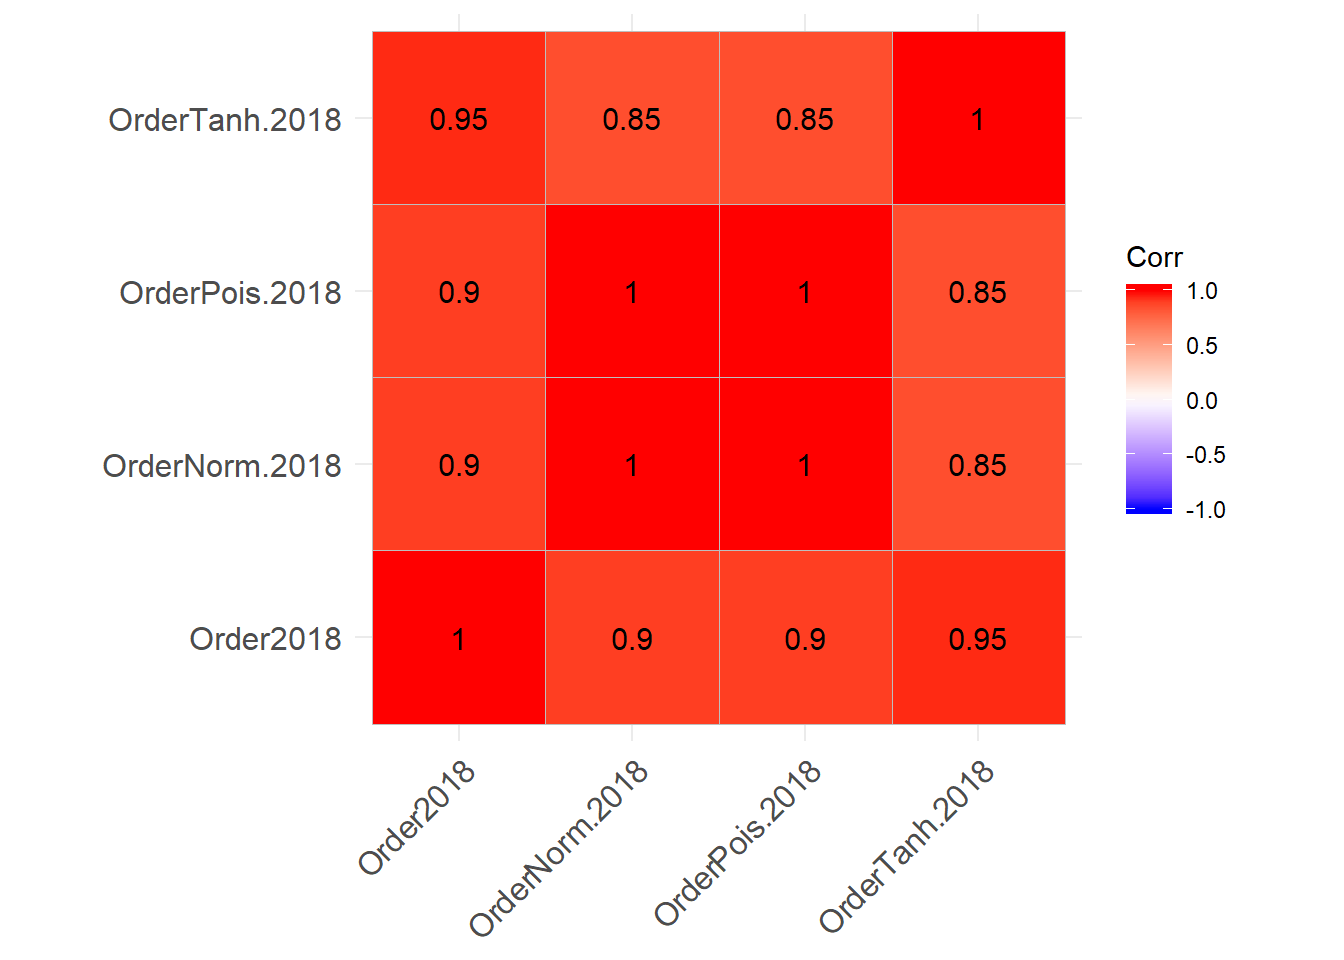 OrderTanh.2018 0.95 0.85 0.85 1
OrderPois.2018 0.9 1 1 0.85
OrderNorm.2018 0.9 1 1 0.85
Order2018 1 0.9 0.9 0.95
Order2018 OrderNorm.2018 OrderPois.2018 OrderTanh.2018
Corr
1.0
0.5
0.0
-0.5
-1.0